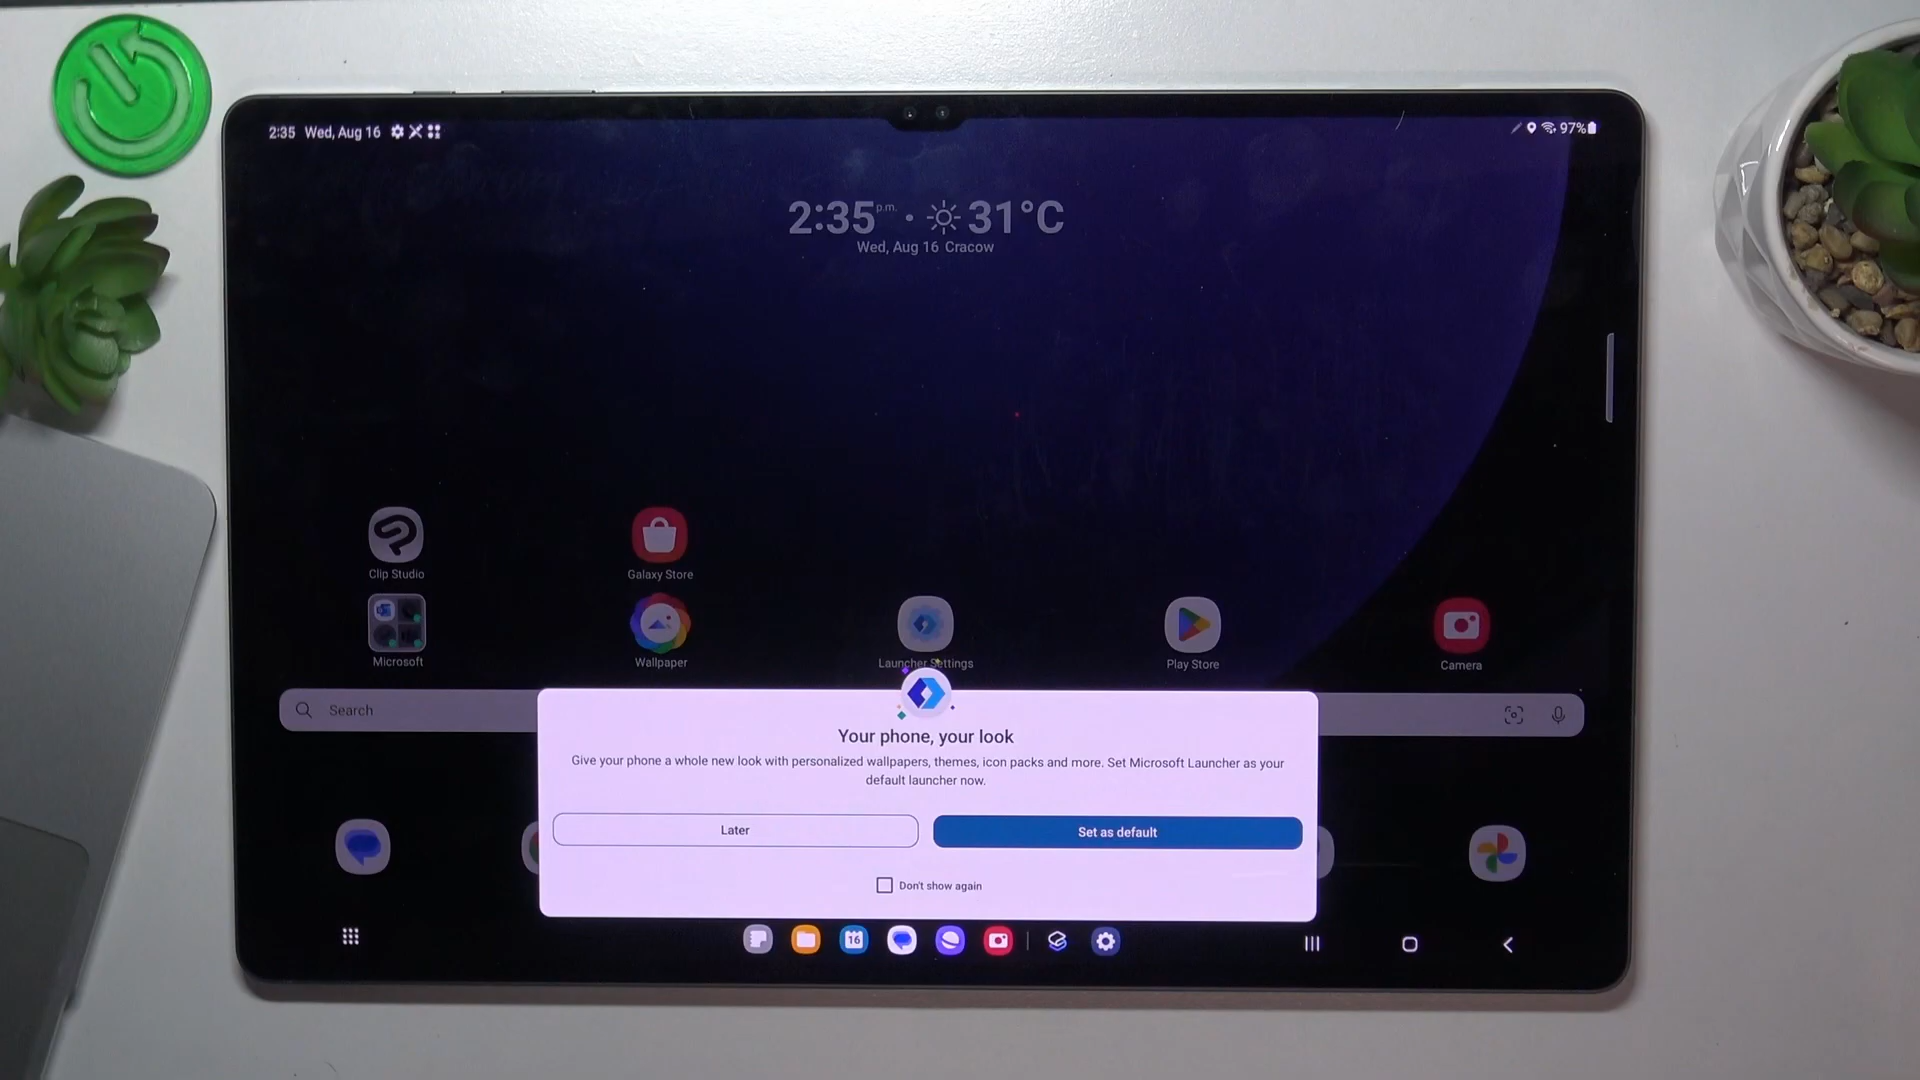 2:35 Wed, Aug 16
97%
2:35 p.m. • 31°C
Wed, Aug 16 Cracow
Clip Studio
Galaxy Store
Microsoft
Wallpaper
Launcher Settings
Play Store
Camera
Search
Your phone, your look
Give your phone a whole new look with personalized wallpapers, themes, icon packs and more. Set Microsoft Launcher as your
default launcher now.
Later
Set as default
Don't show again
16